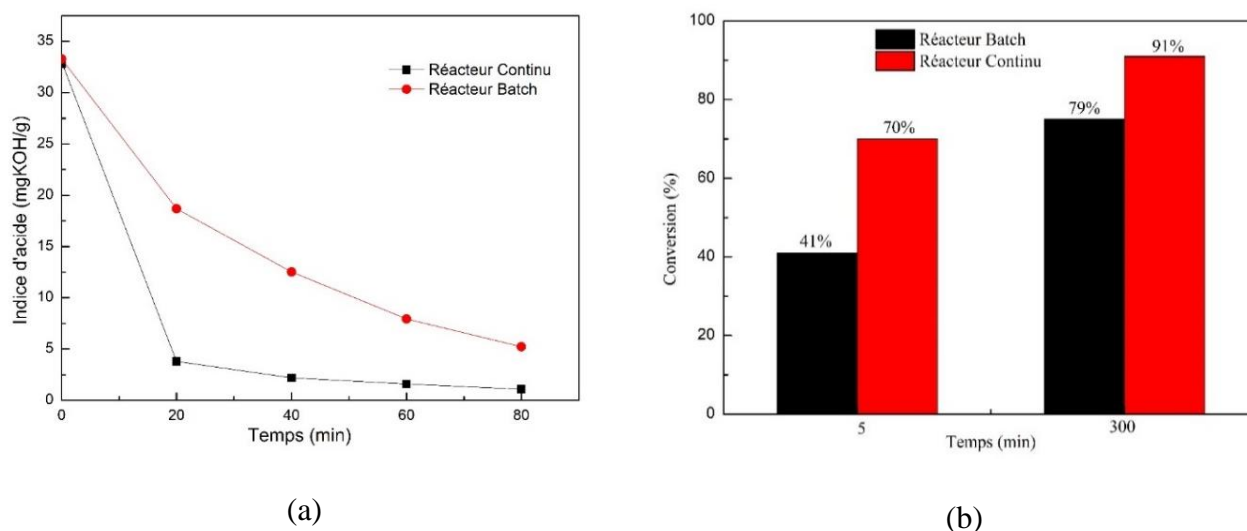 35
30
25
20
15
10
5
0
Indice d'acide (mgKOH/g)
Réacteur Continu
Réacteur Batch
0 20 40 60 80
Temps (min)
(a)
100
80
60
40
20
0
Conversion (%)
Réacteur Batch
Réacteur Continu
41%
70%
79%
91%
5 300
Temps (min)
(b)